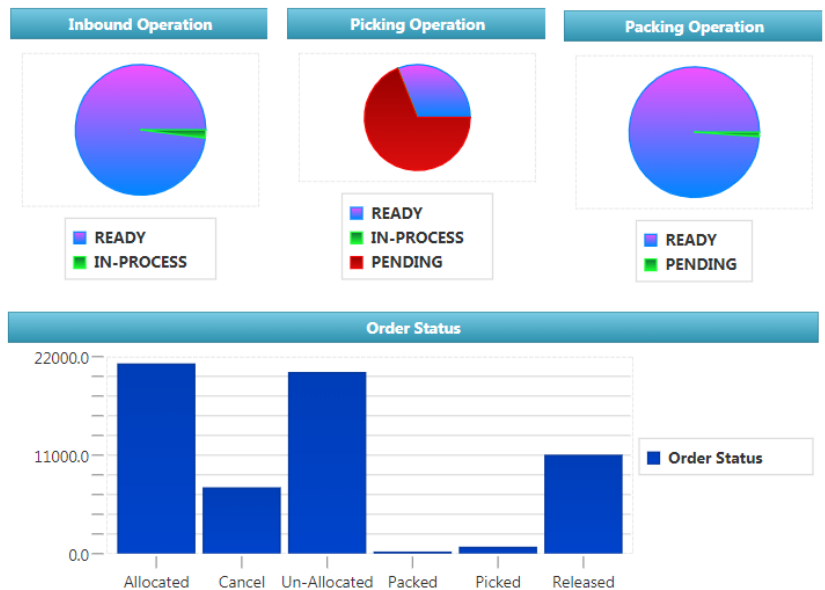 Inbound Operation
Picking Operation
Packing Operation
READY
IN-PROCESS
READY
IN-PROCESS
PENDING
READY
PENDING
Order Status
22000.0
11000.0
0.0
Allocated Cancel Un-Allocated Packed Picked Released
Order Status